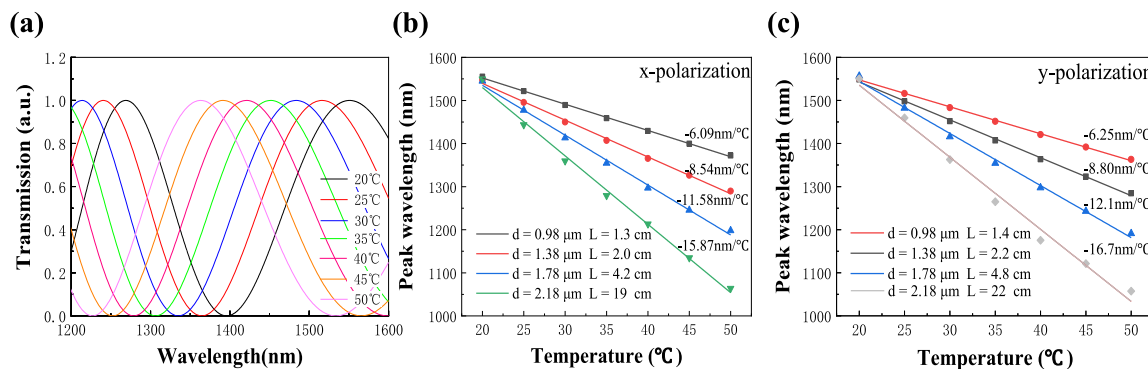 (a)
Transmission (a.u.)
1.2
1.0
0.8
0.6
0.4
0.2
0.0
1200
1300
1400
1500
1600
Wavelength(nm)
20℃
25℃
30℃
35℃
40℃
45℃
50℃
(b)
Peak wavelength (nm)
1600
1550
1500
1400
1300
1200
1100
1000
x-polarization
-6.09nm/℃
-8.54nm/℃
-11.58nm/℃
-15.87nm/℃
d = 0.98 μm L = 1.3 cm
d = 1.38 μm L = 2.0 cm
d = 1.78 μm L = 4.2 cm
d = 2.18 μm L = 19 cm
20
25
30
35
40
45
50
Temperature (℃)
(c)
Peak wavelength (nm)
1600
1550
1500
1400
1300
1200
1100
1000
y-polarization
-6.25nm/℃
-8.80nm/℃
-12.1nm/℃
-16.7nm/℃
d = 0.98 μm L = 1.4 cm
d = 1.38 μm L = 2.2 cm
d = 1.78 μm L = 4.8 cm
d = 2.18 μm L = 22 cm
20
25
30
35
40
45
50
Temperature (℃)